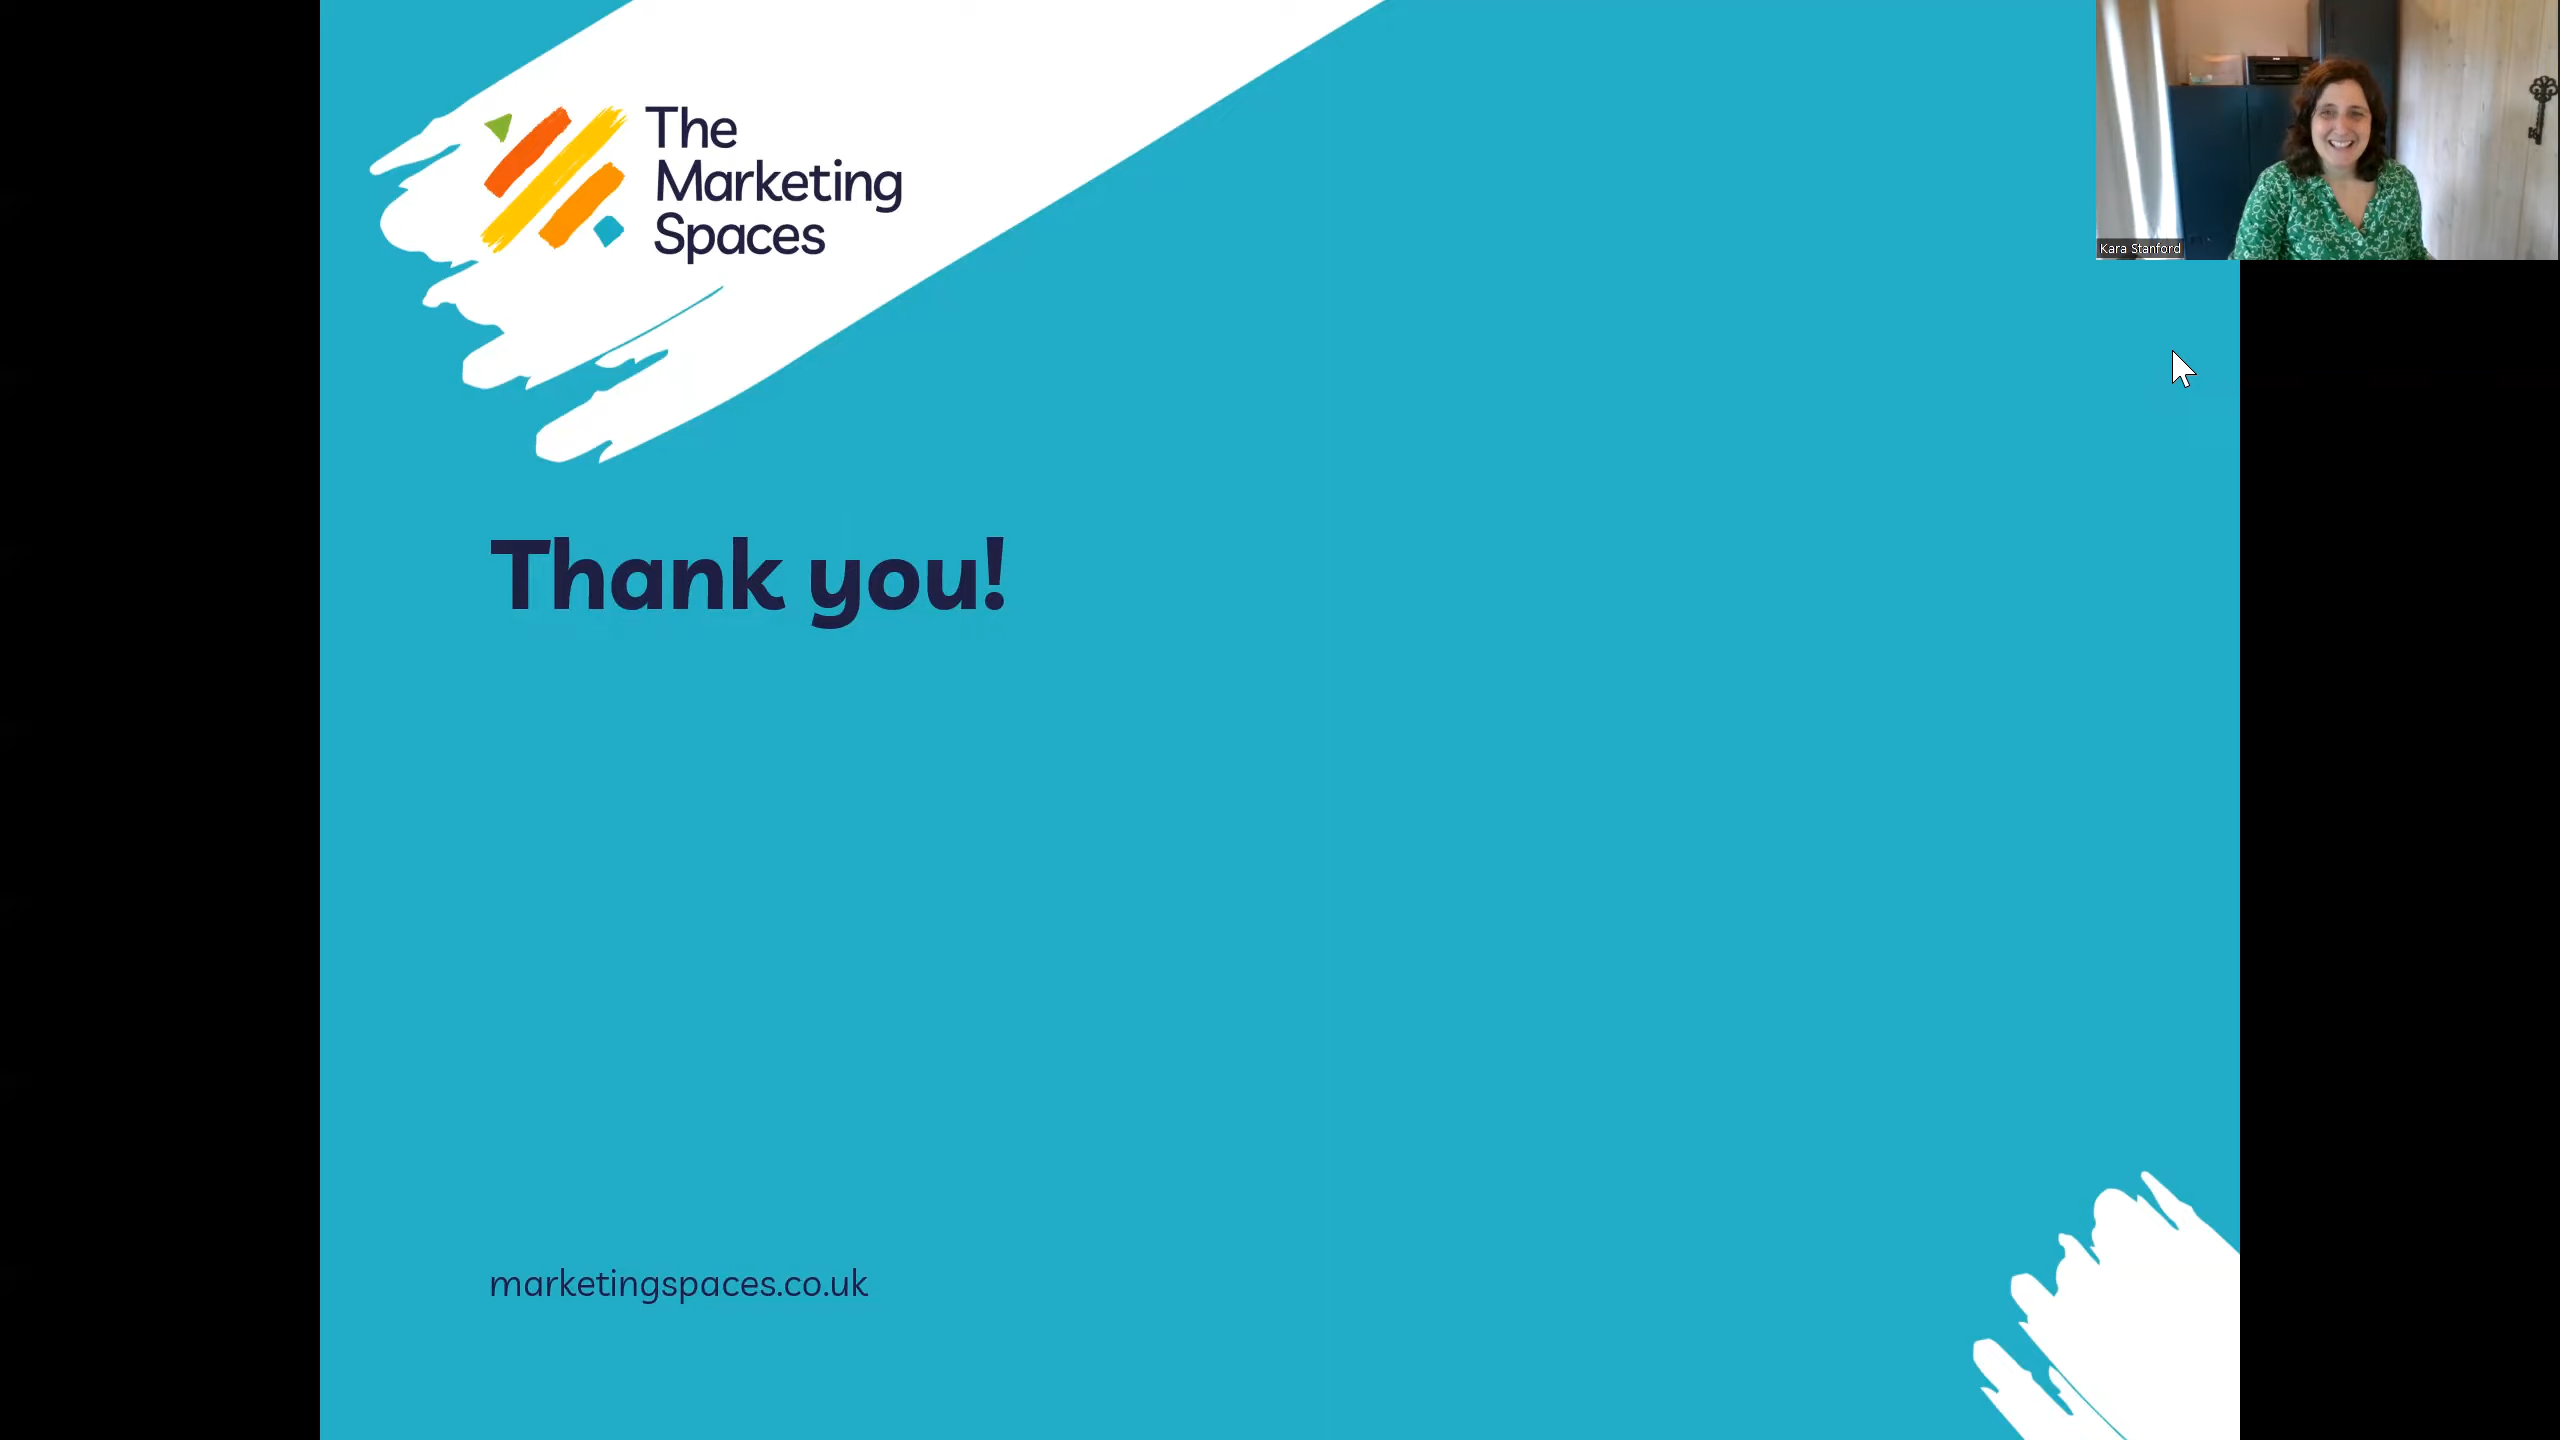 The
Marketing
Spaces
Kara Stanford
Thank you!
marketingspaces.co.uk